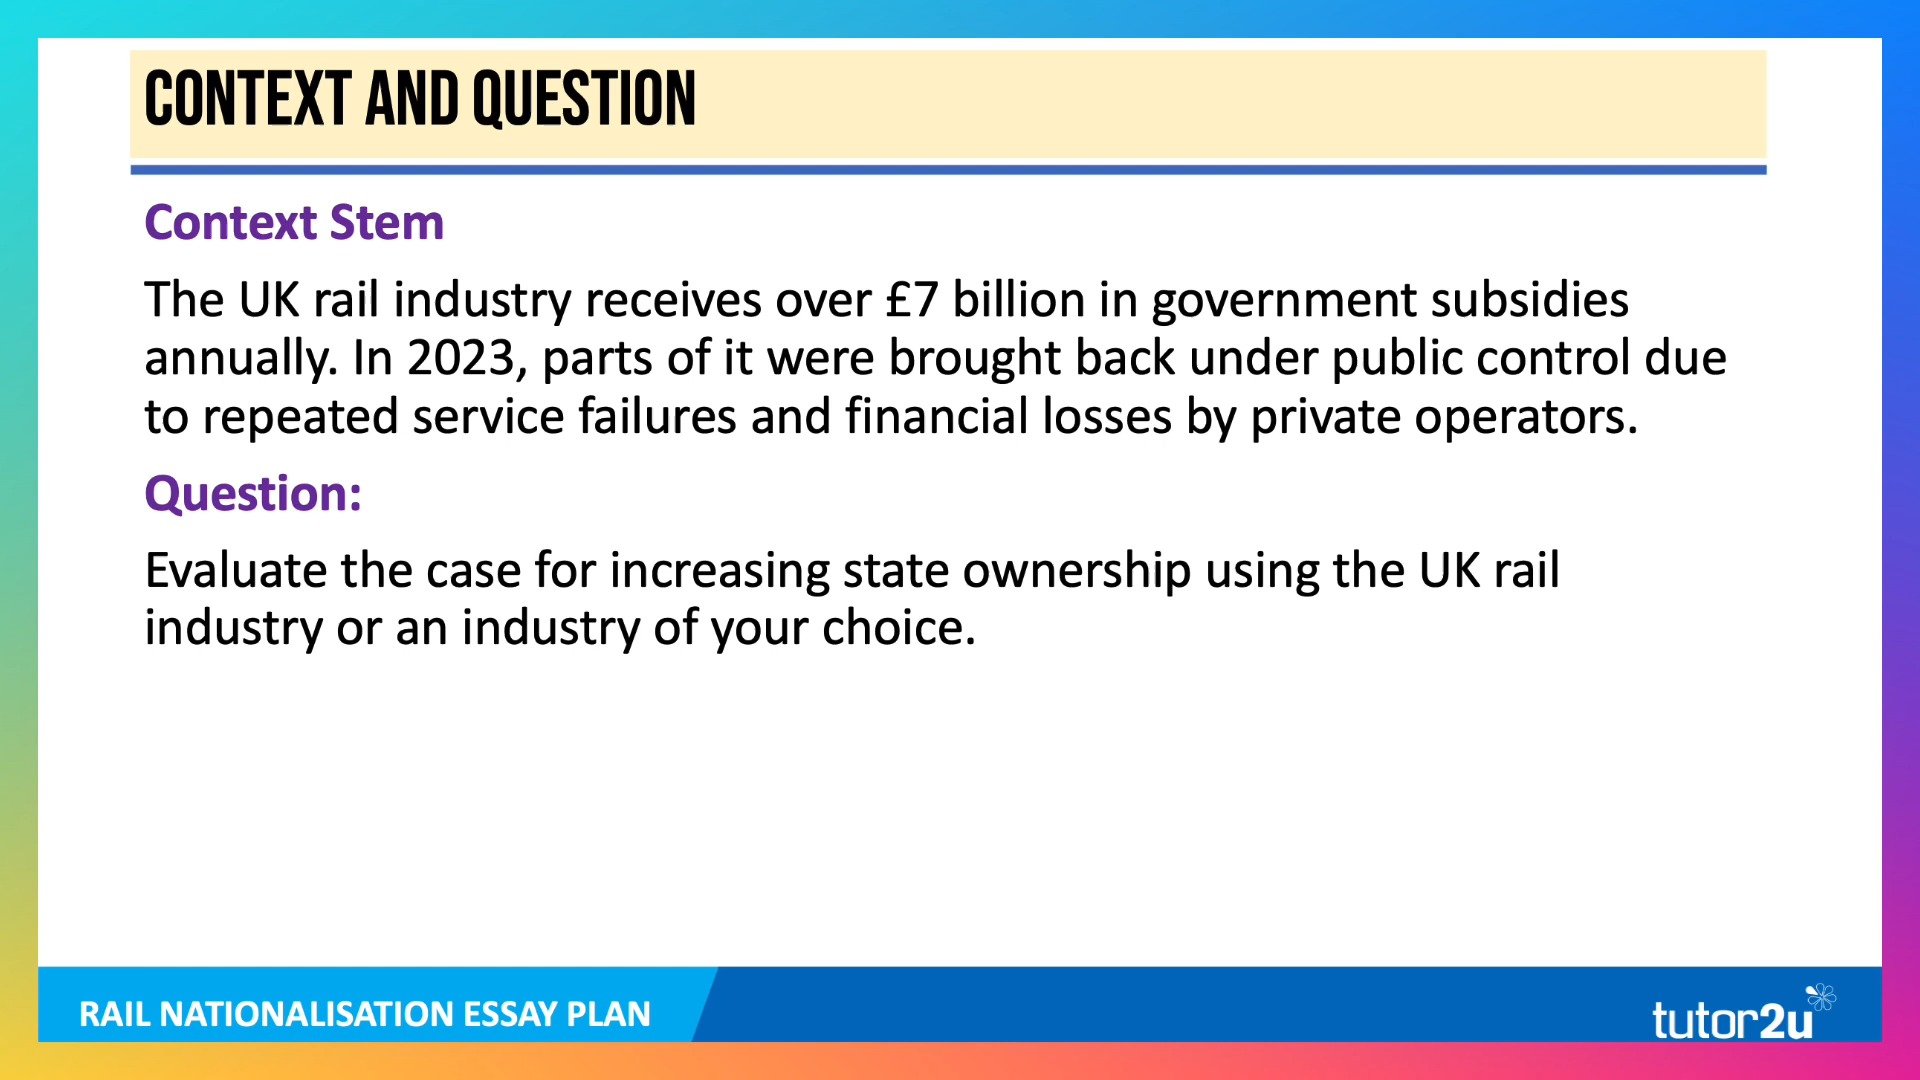 CONTEXT AND QUESTION
Context Stem
The UK rail industry receives over £7 billion in government subsidies
annually. In 2023, parts of it were brought back under public control due
to repeated service failures and financial losses by private operators.
Question:
Evaluate the case for increasing state ownership using the UK rail
industry or an industry of your choice.
RAIL NATIONALISATION ESSAY PLAN
tutor2u